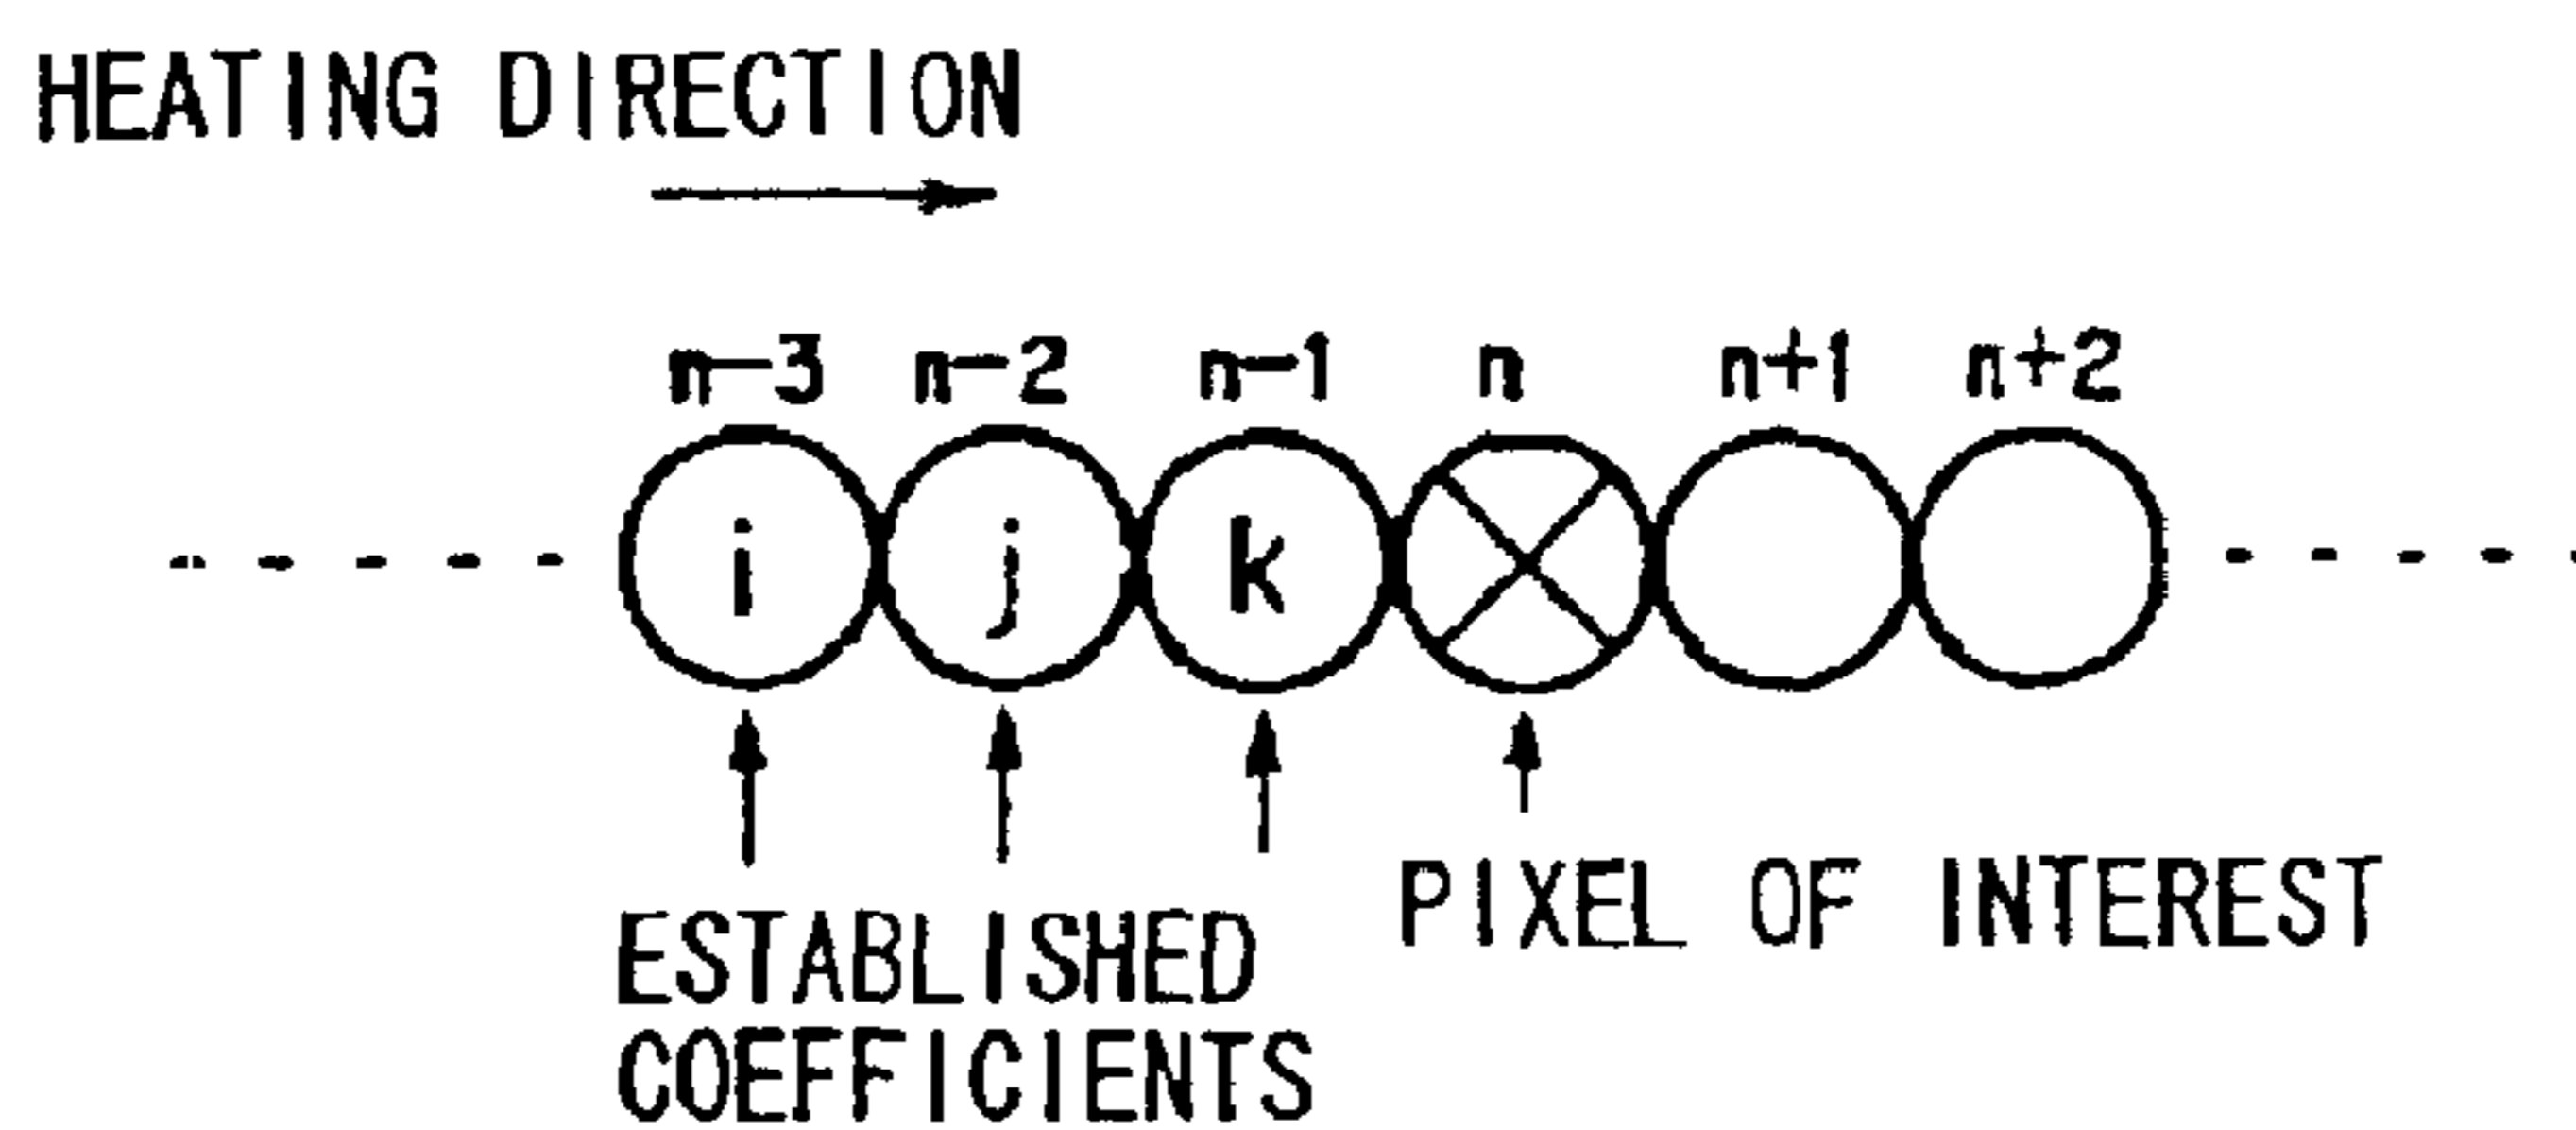 HEATING DIRECTION
n-3 n-2 n-1 n n+1 n+2
i j k
PIXEL OF INTEREST
ESTABLISHED
COEFFICIENTS